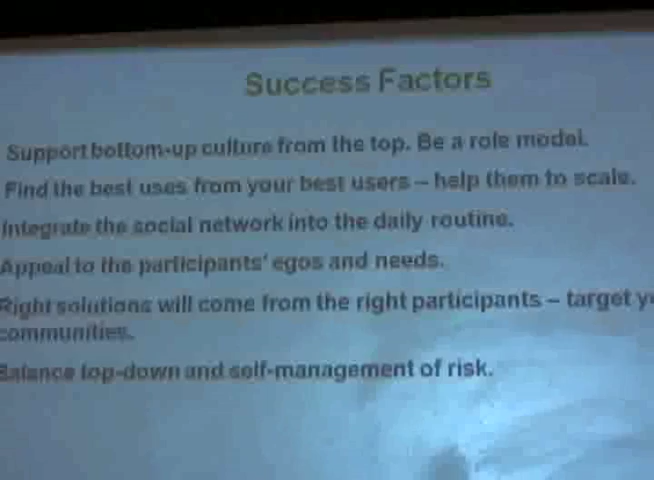 Success Factors
Support bottom-up culture from the top. Be a role model.
Find the best uses from your best users – help them to scale.
Integrate the social network into the daily routine.
Appeal to the participants' egos and needs.
Right solutions will come from the right participants – target
communities.
Balance top-down and self-management of risk.